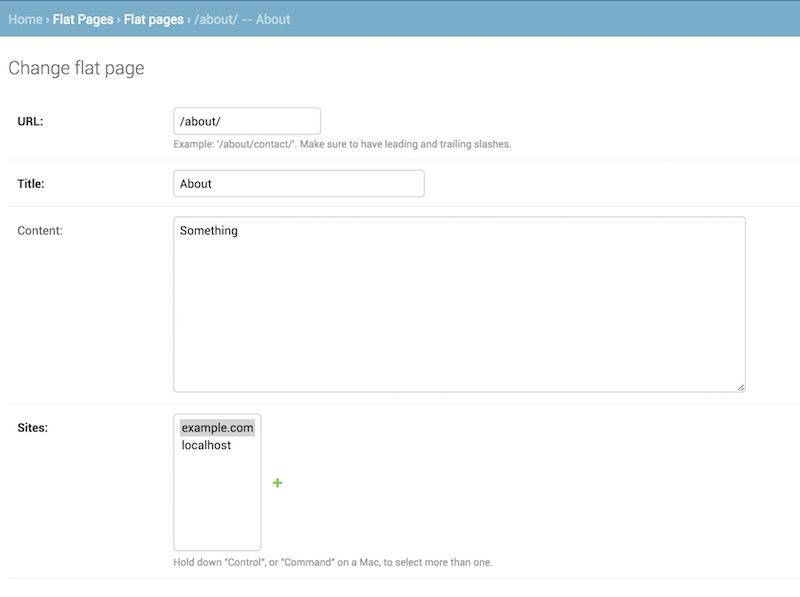 Home › Flat Pages › Flat pages › /about/ -- About
Change flat page
URL:
/about/
Example: '/about/contact/'. Make sure to have leading and trailing slashes.
Title:
About
Content:
Something
Sites:
example.com
localhost
Hold down "Control", or "Command" on a Mac, to select more than one.